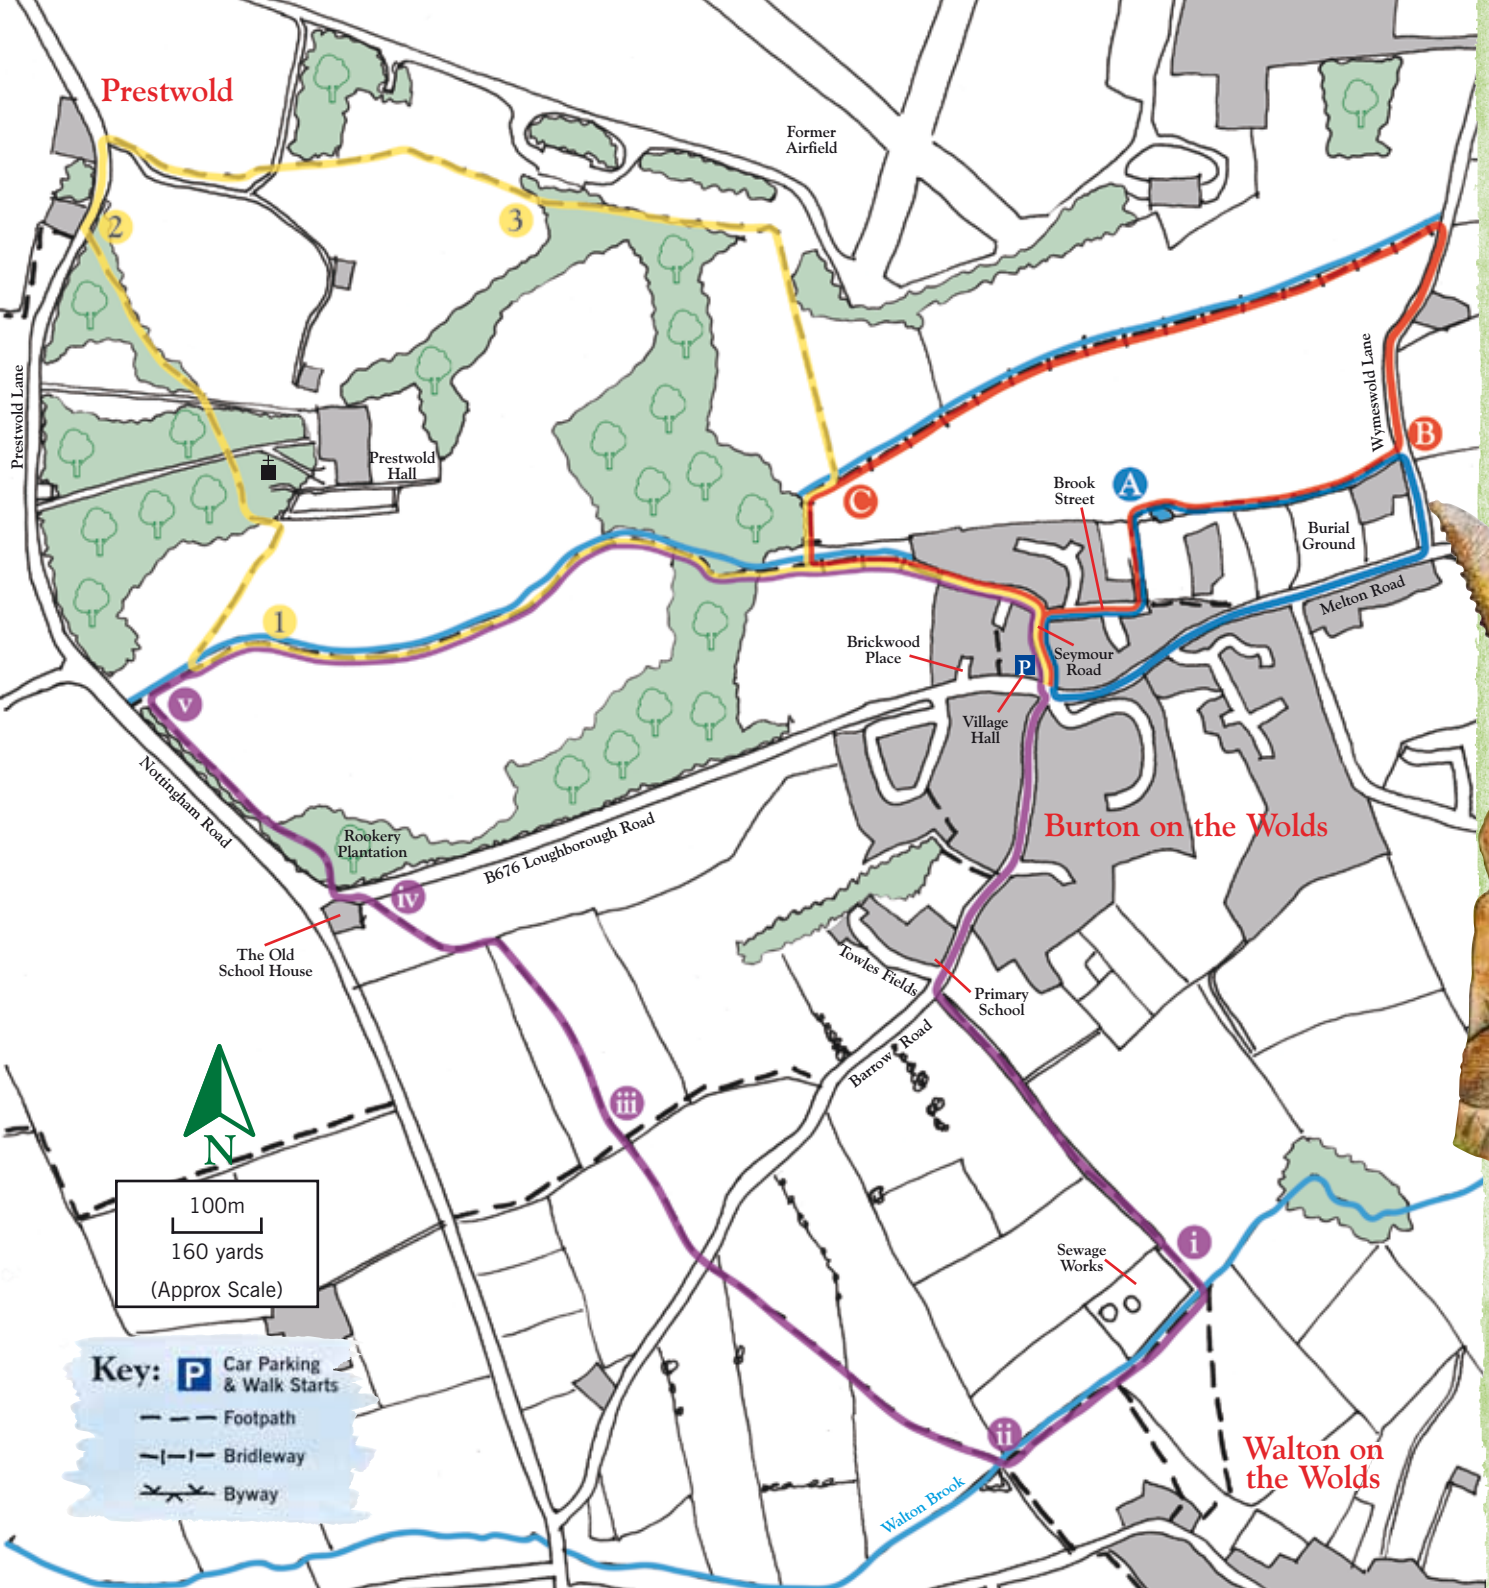 Prestwold
Former
Airfield
2
3
Prestwold Lane
Wymeswold Lane
Prestwold
Hall
B
A
C
Brook
Street
Burial
Ground
Melton Road
1
Brickwood
Place
P
Seymour
Road
v
Village
Hall
Nottingham Road
Burton on the Wolds
Rookery
Plantation
B676 Loughborough Road
iv
The Old
School House
Towles Fields
Primary
School
Barrow Road
N
iii
100m
160 yards
(Approx Scale)
i
Sewage
Works
Key:
P
Car Parking
& Walk Starts
Footpath
Bridleway
Byway
ii
Walton Brook
Walton on
the Wolds